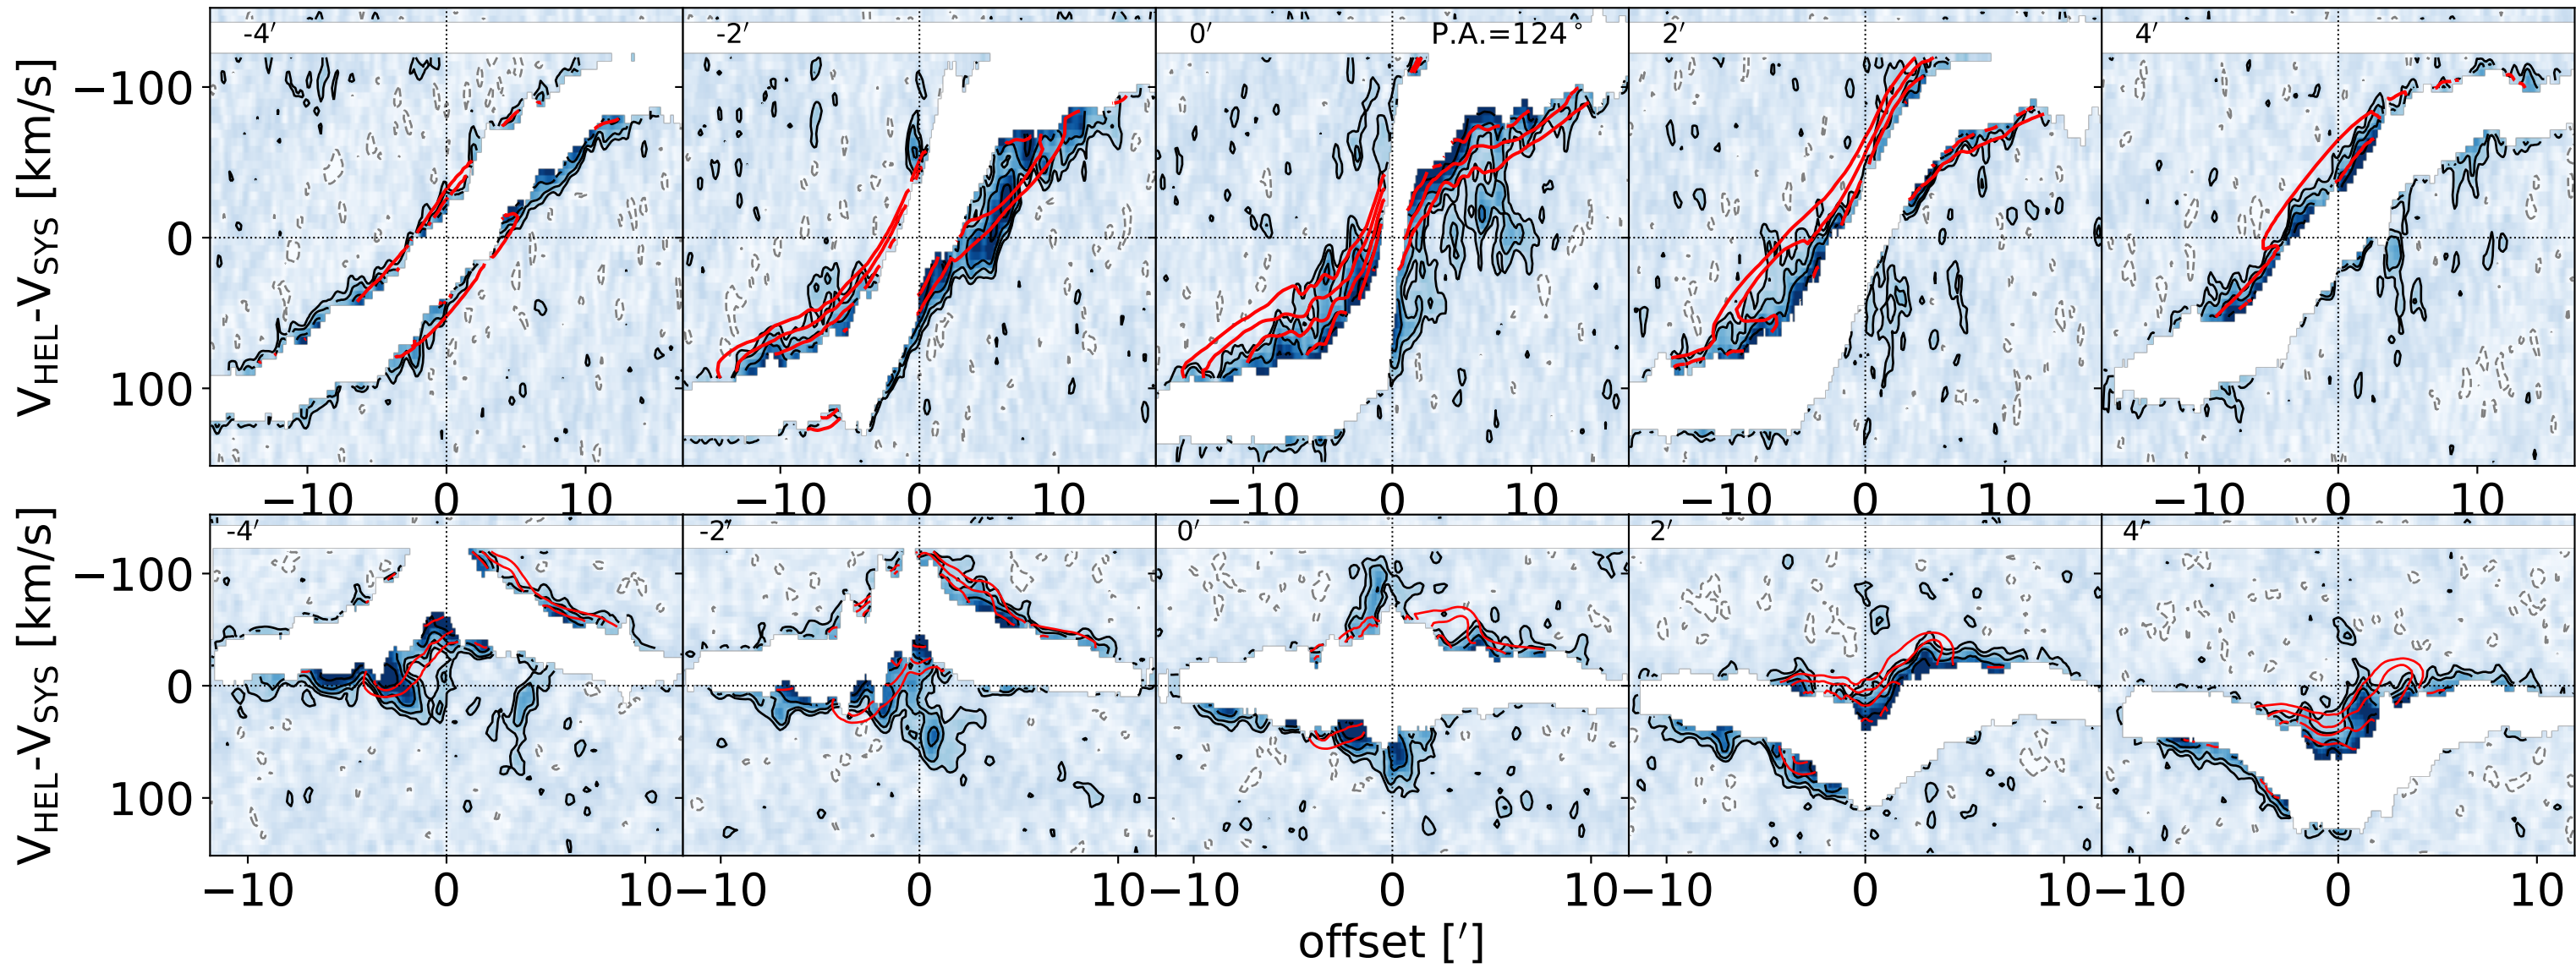 -4′ -2′ 0′ P.A.=124° 2′ 4′
V_HEL-V_SYS [km/s]
−100
0
100
−10 0 10 −10 0 10 −10 0 10 −10 0 10 −10 0 10
-4′ -2′ 0′ 2′ 4′
V_HEL-V_SYS [km/s]
−100
0
100
−10 0 10 −10 0 10 −10 0 10 −10 0 10 −10 0 10
offset [′]